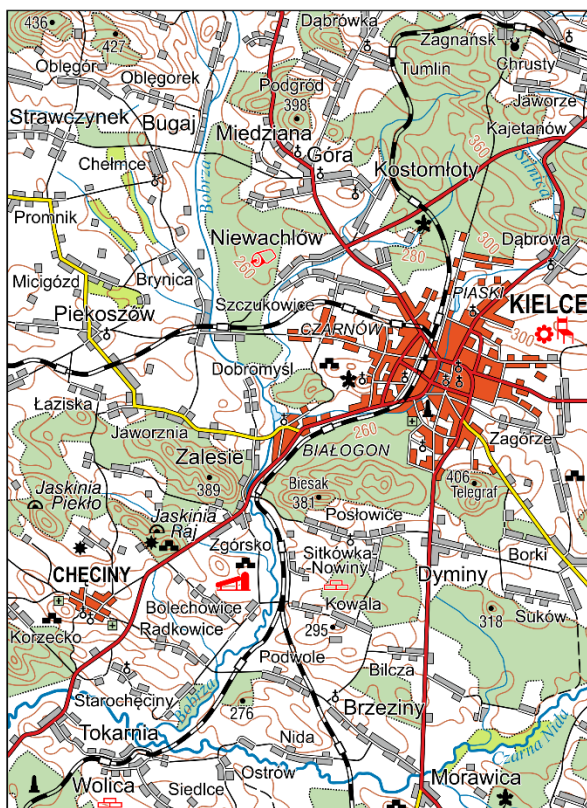 436
427
Oblęgór
Oblęgorek
Dąbrówka
Zagnańsk
Chrusty
Tumlin
Podgród
398
Jaworze
Strawczynek
Bugaj
Miedziana
Góra
Kajetanów
Chełmce
Bobrza
Kostomłoty
360
Silnica
Promnik
Niewachlów
260
280
300
Dąbrowa
Micigózd
Brynica
Piekoszów
Szczukowice
PIASKI
KIELCE
CZARNÓW
300
Dobromyśl
Łaziska
Jaworznia
260
BIAŁOGON
Zagórze
Zalesie
389
Biesak
381
406
Telegraf
Jaskinia
Piekło
Jaskinia
Raj
Posłowice
Zgórsko
Sitkówka-
Nowiny
Borki
CHĘCINY
Dyminy
Bolechowice
Kowala
318
Suków
Korzecko
Radkowice
295
Podwole
Bilcza
Starochęciny
Bobrza
276
Brzeziny
Tokarnia
Nida
Czarna Nida
Wolica
Siedlce
Ostrów
Morawica